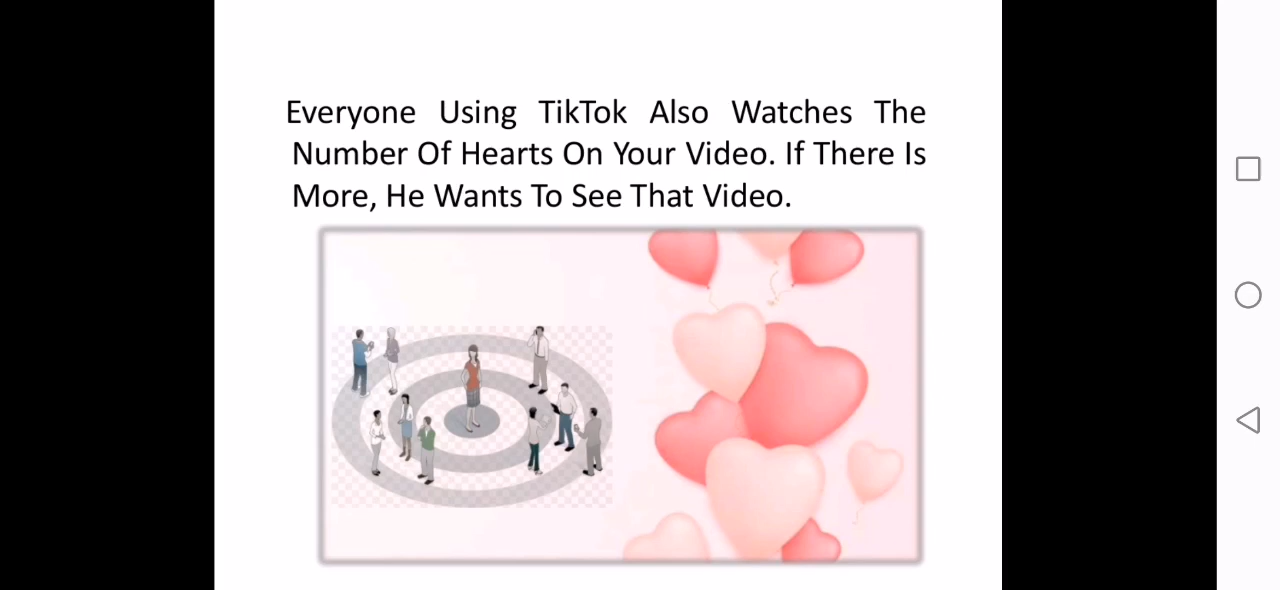 Everyone Using TikTok Also Watches The
Number Of Hearts On Your Video. If There Is
More, He Wants To See That Video.